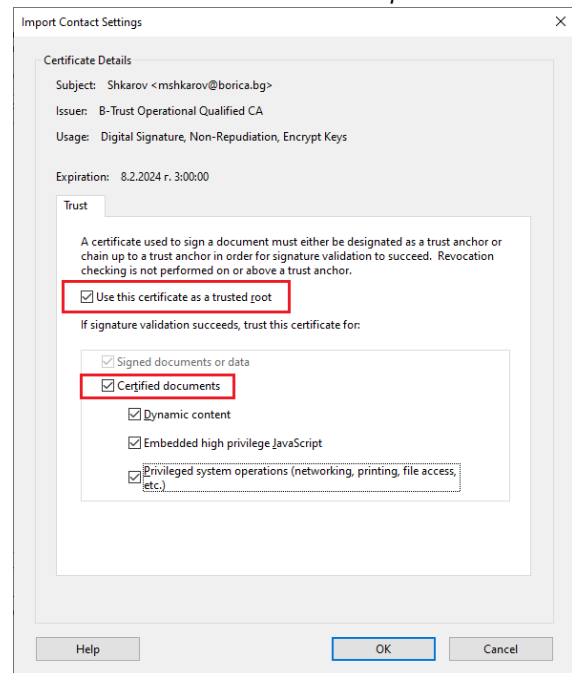 Import Contact Settings
Certificate Details
Subject: Shkarov <mshkarov@borica.bg>
Issuer: B-Trust Operational Qualified CA
Usage: Digital Signature, Non-Repudiation, Encrypt Keys
Expiration: 8.2.2024 г. 3:00:00
Trust
A certificate used to sign a document must either be designated as a trust anchor or
chain up to a trust anchor in order for signature validation to succeed. Revocation
checking is not performed on or above a trust anchor.
Use this certificate as a trusted root
If signature validation succeeds, trust this certificate for:
Signed documents or data
Certified documents
Dynamic content
Embedded high privilege JavaScript
Privileged system operations (networking, printing, file access,
etc.)
Help
OK
Cancel